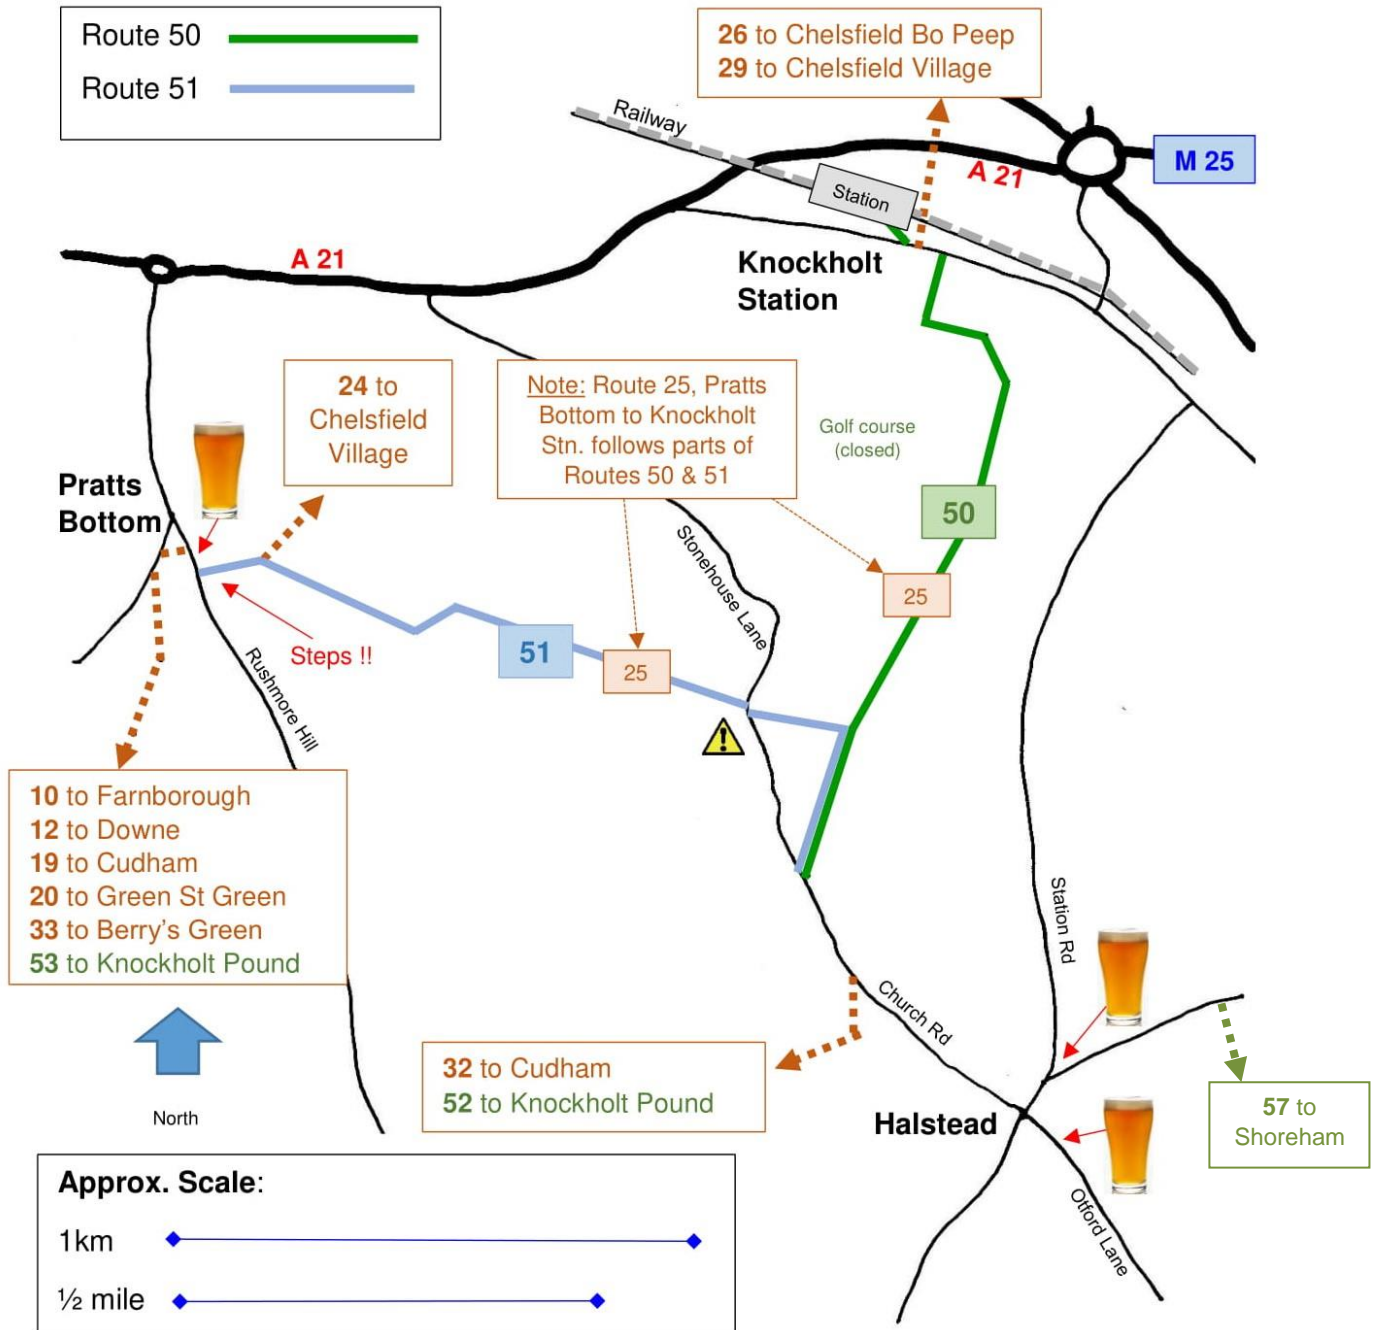 Route 50
Route 51
26 to Chelsfield Bo Peep
29 to Chelsfield Village
Railway
M 25
A 21
Station
A 21
Knockholt
Station
24 to
Chelsfield
Village
Note: Route 25, Pratts
Bottom to Knockholt
Stn. follows parts of
Routes 50 & 51
Golf course
(closed)
Pratts
Bottom
50
Stonehouse Lane
25
Steps !!
51
25
Rushmore Hill
10 to Farnborough
12 to Downe
19 to Cudham
20 to Green St Green
33 to Berry's Green
53 to Knockholt Pound
Station Rd
Church Rd
North
32 to Cudham
52 to Knockholt Pound
Halstead
57 to
Shoreham
Otford Lane
Approx. Scale:
1km
½ mile